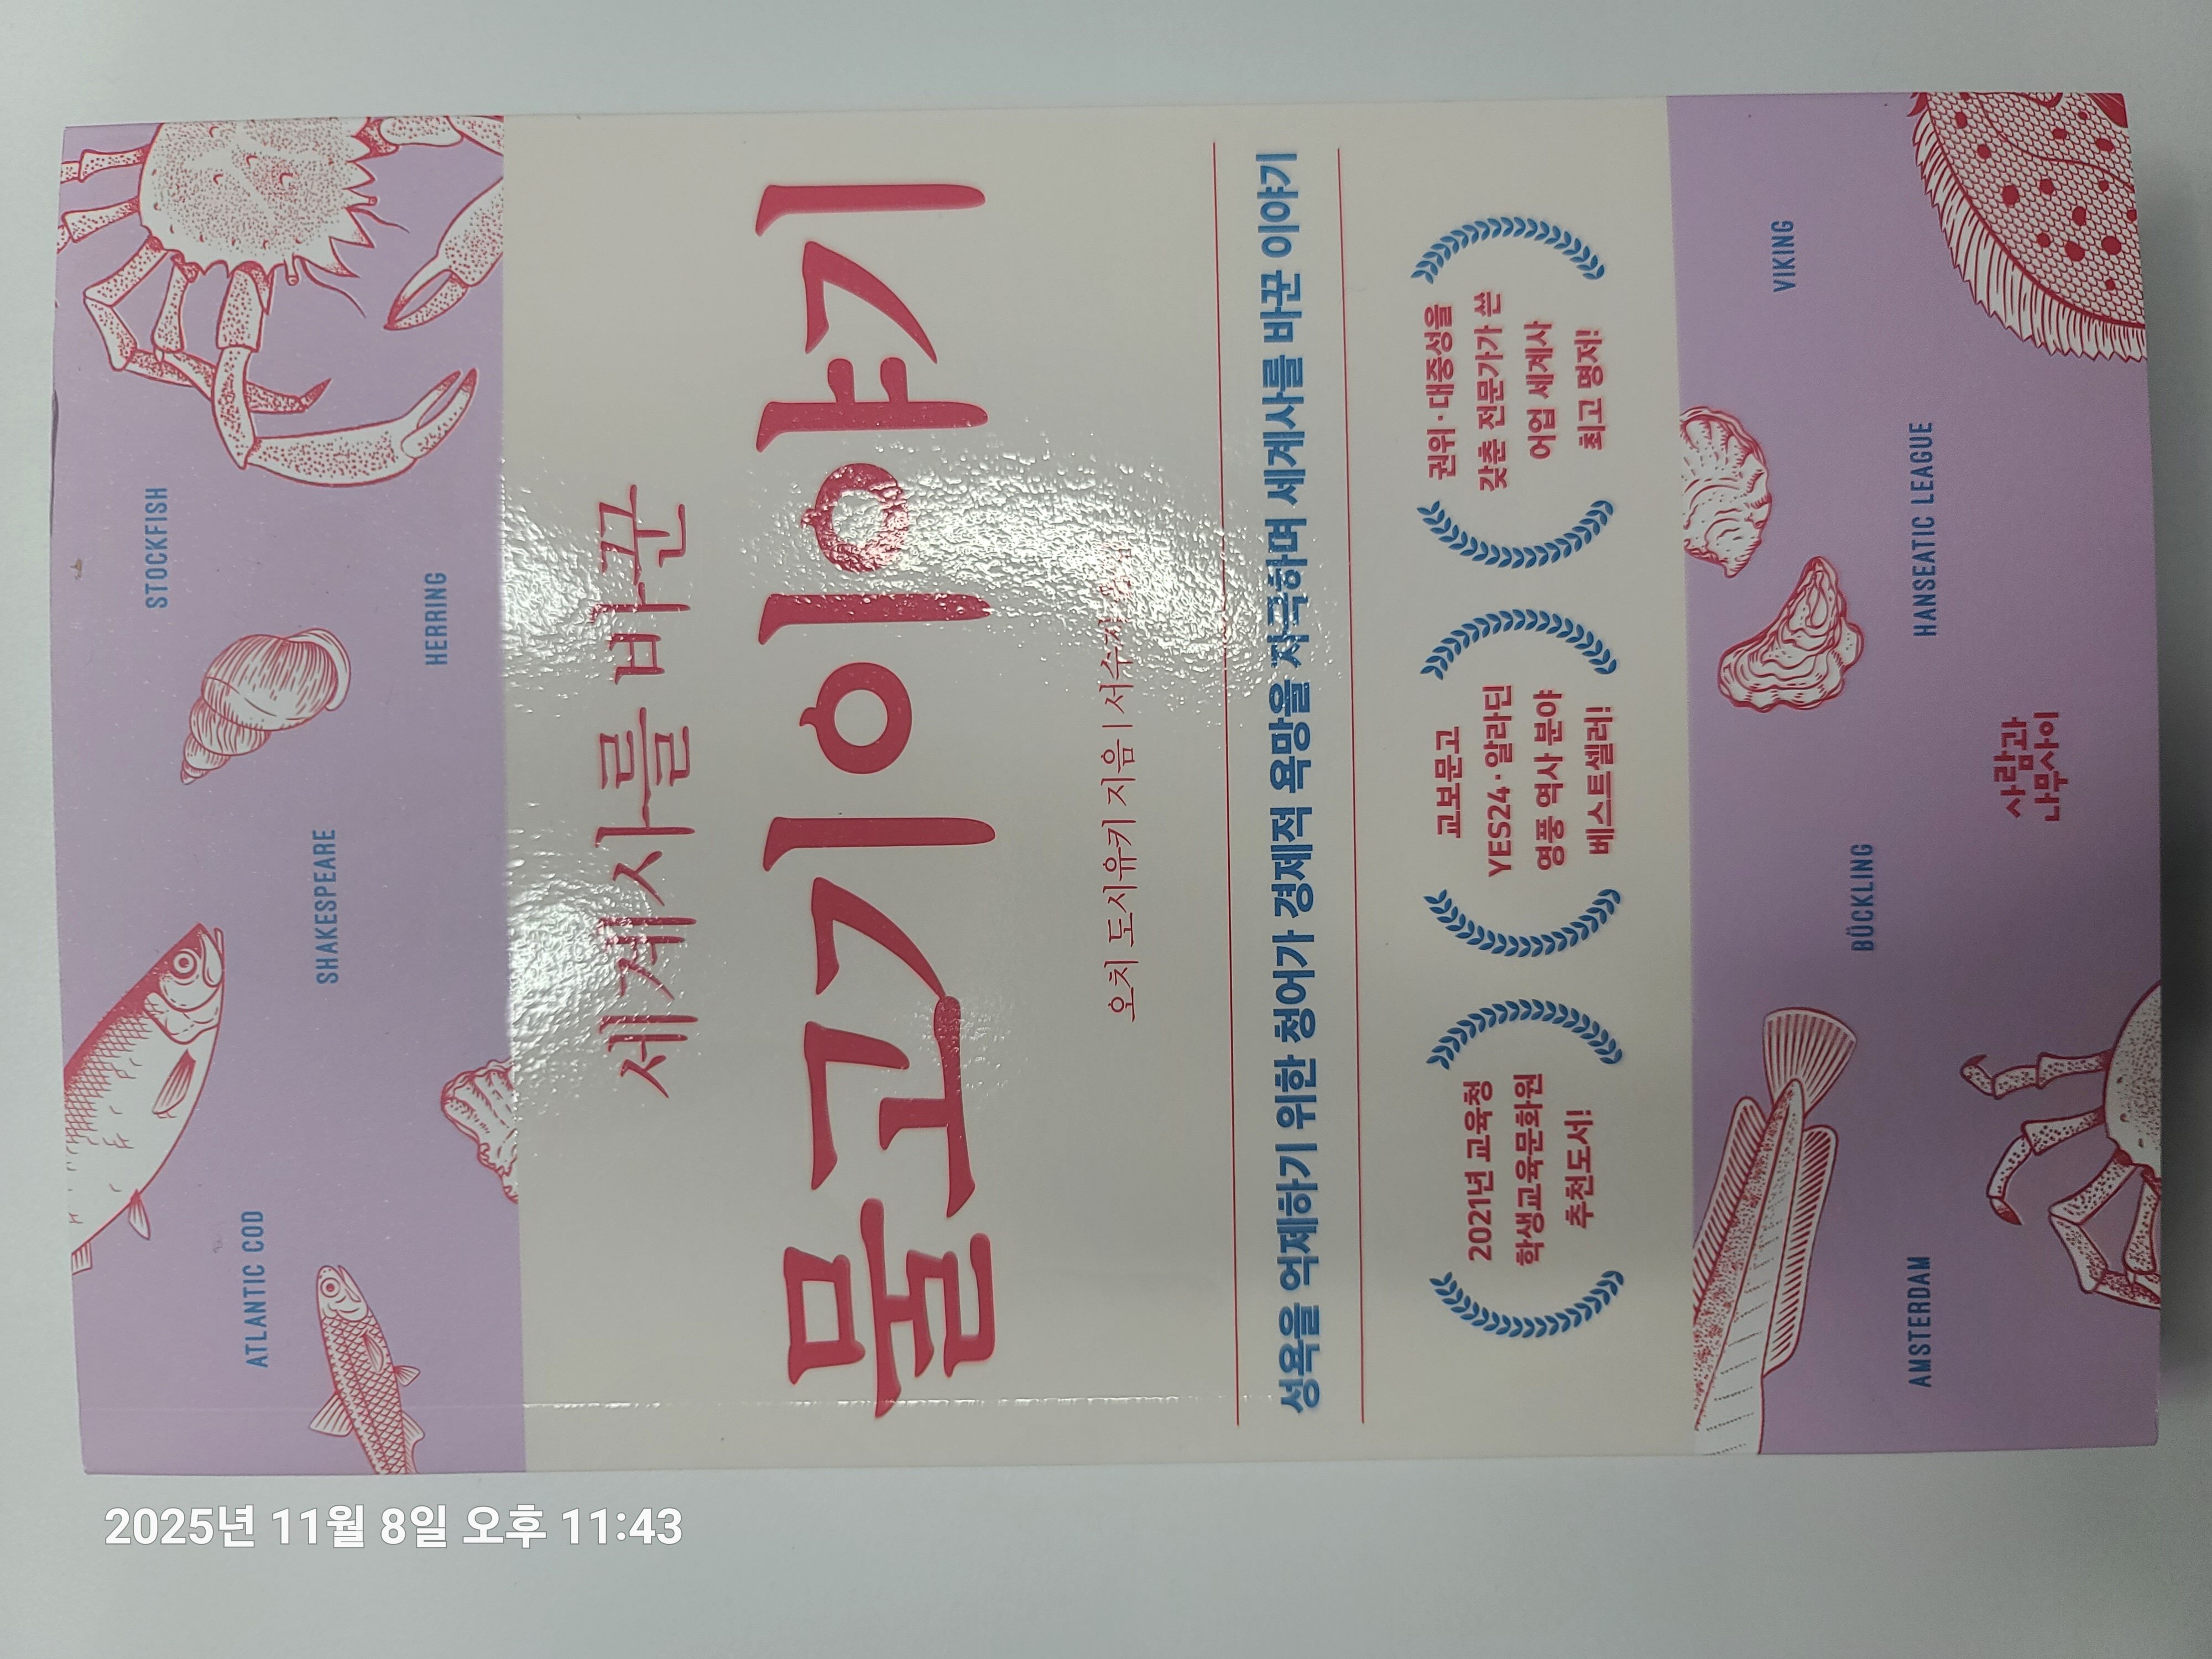 STOCKFISH
HERRING
SHAKESPEARE
ATLANTIC COD
세계사를 바꾼
물고기 이야기
오치 도시유키 지음 | 서수지
성욕을 억제하기 위한 청어가 경제적 욕망을 자극하며 세계사를 바꾼 이야기
2021년 교육청
학생교육문화원
추천도서!
교보문고
YES24·알라딘
영풍 역사 분야
베스트셀러!
권위·대중성을
갖춘 전문가가 쓴
어업 세계사
최고 명저!
VIKING
HANSEATIC LEAGUE
BÜCKLING
AMSTERDAM
사람과
나무사이
2025년 11월 8일 오후 11:43